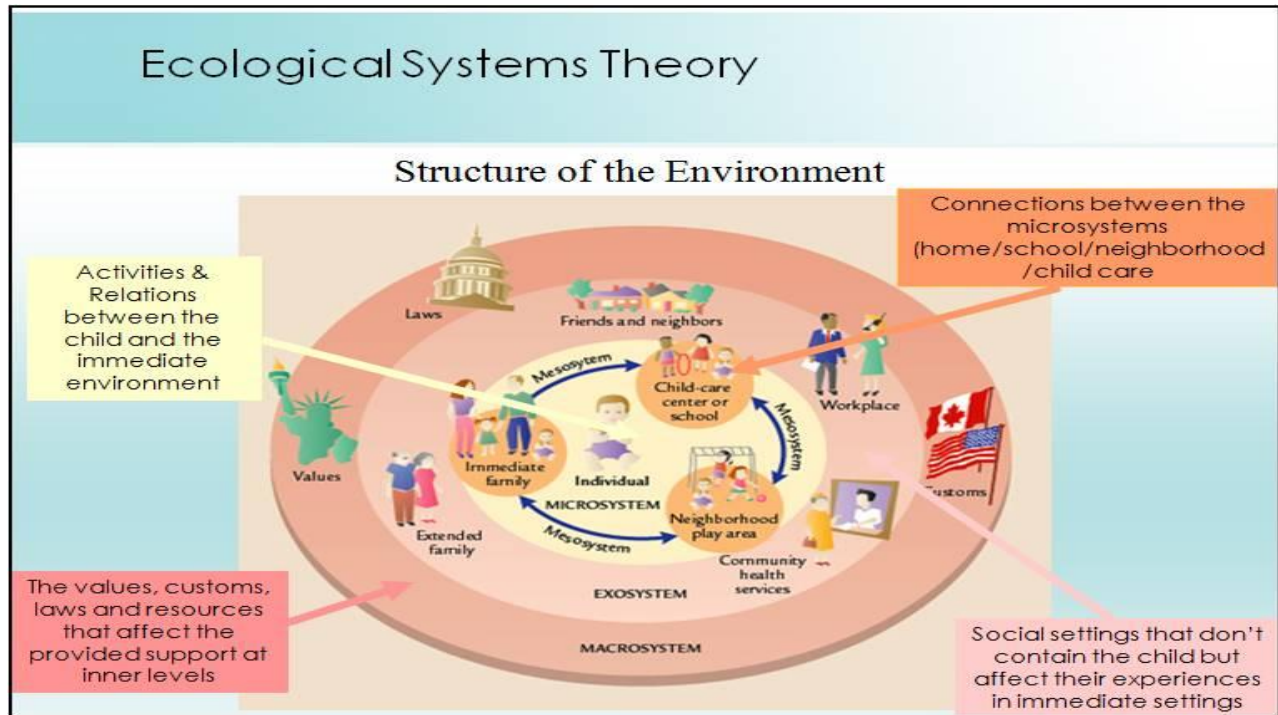 Ecological Systems Theory
Structure of the Environment
Connections between the
microsystems
(home/school/neighborhood
/child care
Activities &
Relations
between the
child and the
immediate
environment
Laws
Friends and neighbors
Mesosytem
Child-care
center or
school
Workplace
Mesosystem
Values
Immediate
family
Individual
Customs
MICROSYSTEM
Neighborhood
play area
Mesosystem
Extended
family
Community
health
services
EXOSYSTEM
MACROSYSTEM
The values, customs,
laws and resources
that affect the
provided support at
inner levels
Social settings that don't
contain the child but
affect their experiences
in immediate settings